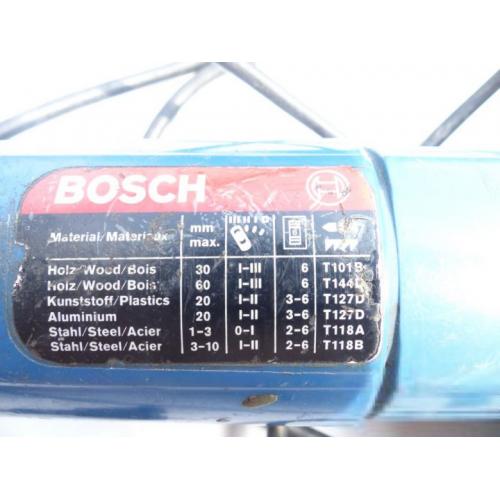 BOSCH
Material/Materiaux mm max.
Holz/Wood/Bois 30 I-III 6 T101B
Holz/Wood/Bois 60 I-III 6 T144D
Kunststoff/Plastics 20 I-II 3-6 T127D
Aluminium 20 I-II 3-6 T127D
Stahl/Steel/Acier 1-3 0-I 2-6 T118A
Stahl/Steel/Acier 3-10 I-II 2-6 T118B